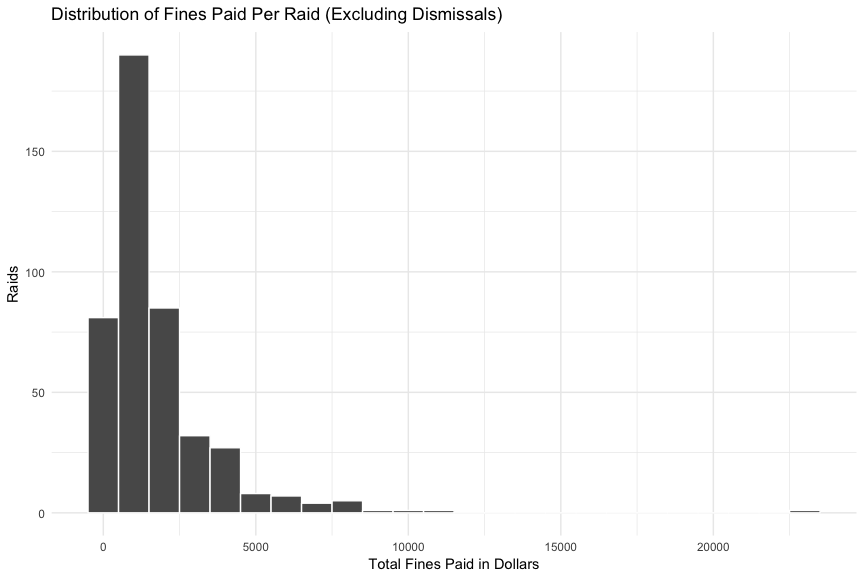 Distribution of Fines Paid Per Raid (Excluding Dismissals)
150
100
50
0
Raids
0 5000 10000 15000 20000
Total Fines Paid in Dollars